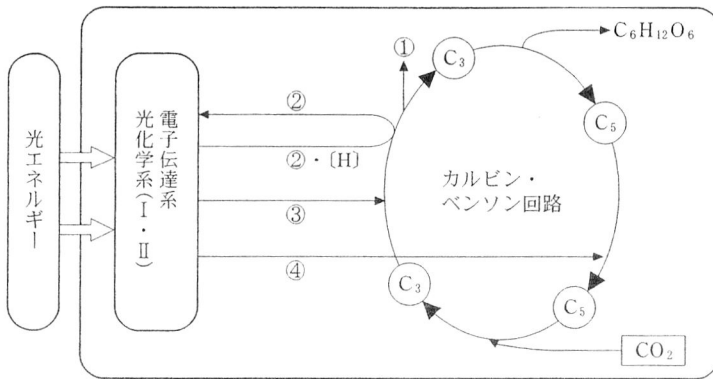 光エネルギー
電子伝達系
光化学系(Ⅰ・Ⅱ)
②
②・〔H〕
③
④
①
C₃
C₆H₁₂O₆
C₅
カルビン・
ベンソン回路
C₃
C₅
CO₂